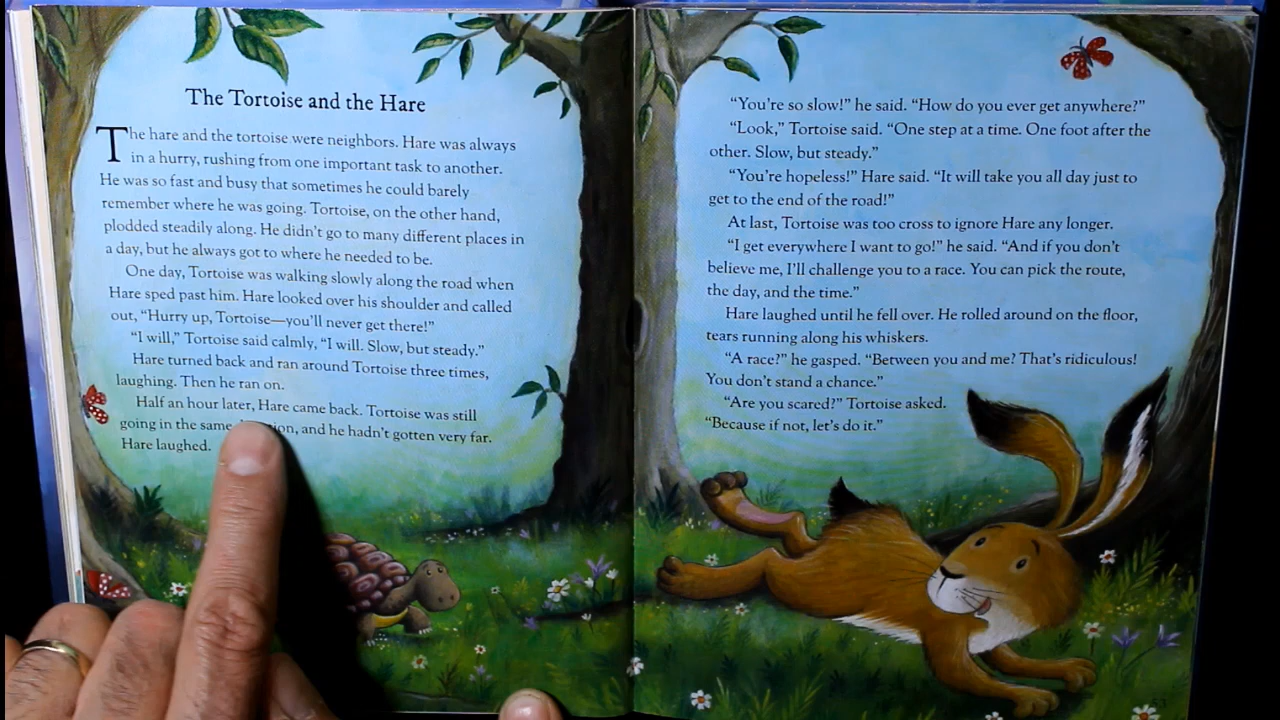 The Tortoise and the Hare
The hare and the tortoise were neighbors. Hare was always
in a hurry, rushing from one important task to another.
He was so fast and busy that sometimes he could barely
remember where he was going. Tortoise, on the other hand,
plodded steadily along. He didn't go to many different places in
a day, but he always got to where he needed to be.
One day, Tortoise was walking slowly along the road when
Hare sped past him. Hare looked over his shoulder and called
out, “Hurry up, Tortoise—you'll never get there!”
“I will,” Tortoise said calmly, “I will. Slow, but steady.”
Hare turned back and ran around Tortoise three times,
laughing. Then he ran on.
Half an hour later, Hare came back. Tortoise was still
going in the same and he hadn't gotten very far.
Hare laughed.
“You're so slow!” he said. “How do you ever get anywhere?”
“Look,” Tortoise said. “One step at a time. One foot after the
other. Slow, but steady.”
“You're hopeless!” Hare said. “It will take you all day just to
get to the end of the road!”
At last, Tortoise was too cross to ignore Hare any longer.
“I get everywhere I want to go!” he said. “And if you don't
believe me, I'll challenge you to a race. You can pick the route,
the day, and the time.”
Hare laughed until he fell over. He rolled around on the floor,
tears running along his whiskers.
“A race?” he gasped. “Between you and me? That's ridiculous!
You don't stand a chance.”
“Are you scared?” Tortoise asked.
“Because if not, let's do it.”